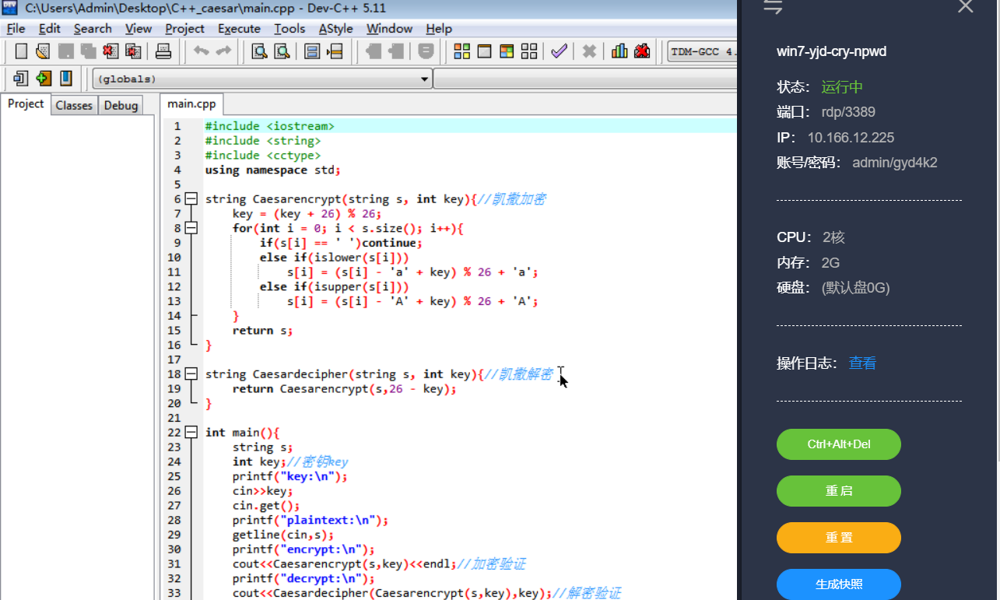 C:\Users\Admin\Desktop\C++_caesar\main.cpp - Dev-C++ 5.11
File Edit Search View Project Execute Tools AStyle Window Help
TDM-GCC 4.
(globals)
Project Classes Debug
main.cpp
1 #include <iostream>
2 #include <string>
3 #include <cctype>
4 using namespace std;
5
6 string Caesarencrypt(string s, int key){//凯撒加密
7 key = (key + 26) % 26;
8 for(int i = 0; i < s.size(); i++){
9 if(s[i] == ' ')continue;
10 else if(islower(s[i]))
11 s[i] = (s[i] - 'a' + key) % 26 + 'a';
12 else if(isupper(s[i]))
13 s[i] = (s[i] - 'A' + key) % 26 + 'A';
14 }
15 return s;
16 }
17
18 string Caesardecipher(string s, int key){//凯撒解密
19 return Caesarencrypt(s,26 - key);
20 }
21
22 int main(){
23 string s;
24 int key;//密钥key
25 printf("key:\n");
26 cin>>key;
27 cin.get();
28 printf("plaintext:\n");
29 getline(cin,s);
30 printf("encrypt:\n");
31 cout<<Caesarencrypt(s,key)<<endl;//加密验证
32 printf("decrypt:\n");
33 cout<<Caesardecipher(Caesarencrypt(s,key),key);//解密验证
win7-yjd-cry-npwd
状态： 运行中
端口： rdp/3389
IP： 10.166.12.225
账号/密码： admin/gyd4k2
CPU： 2核
内存： 2G
硬盘： (默认盘0G)
操作日志： 查看
Ctrl+Alt+Del
重 启
重 置
生成快照